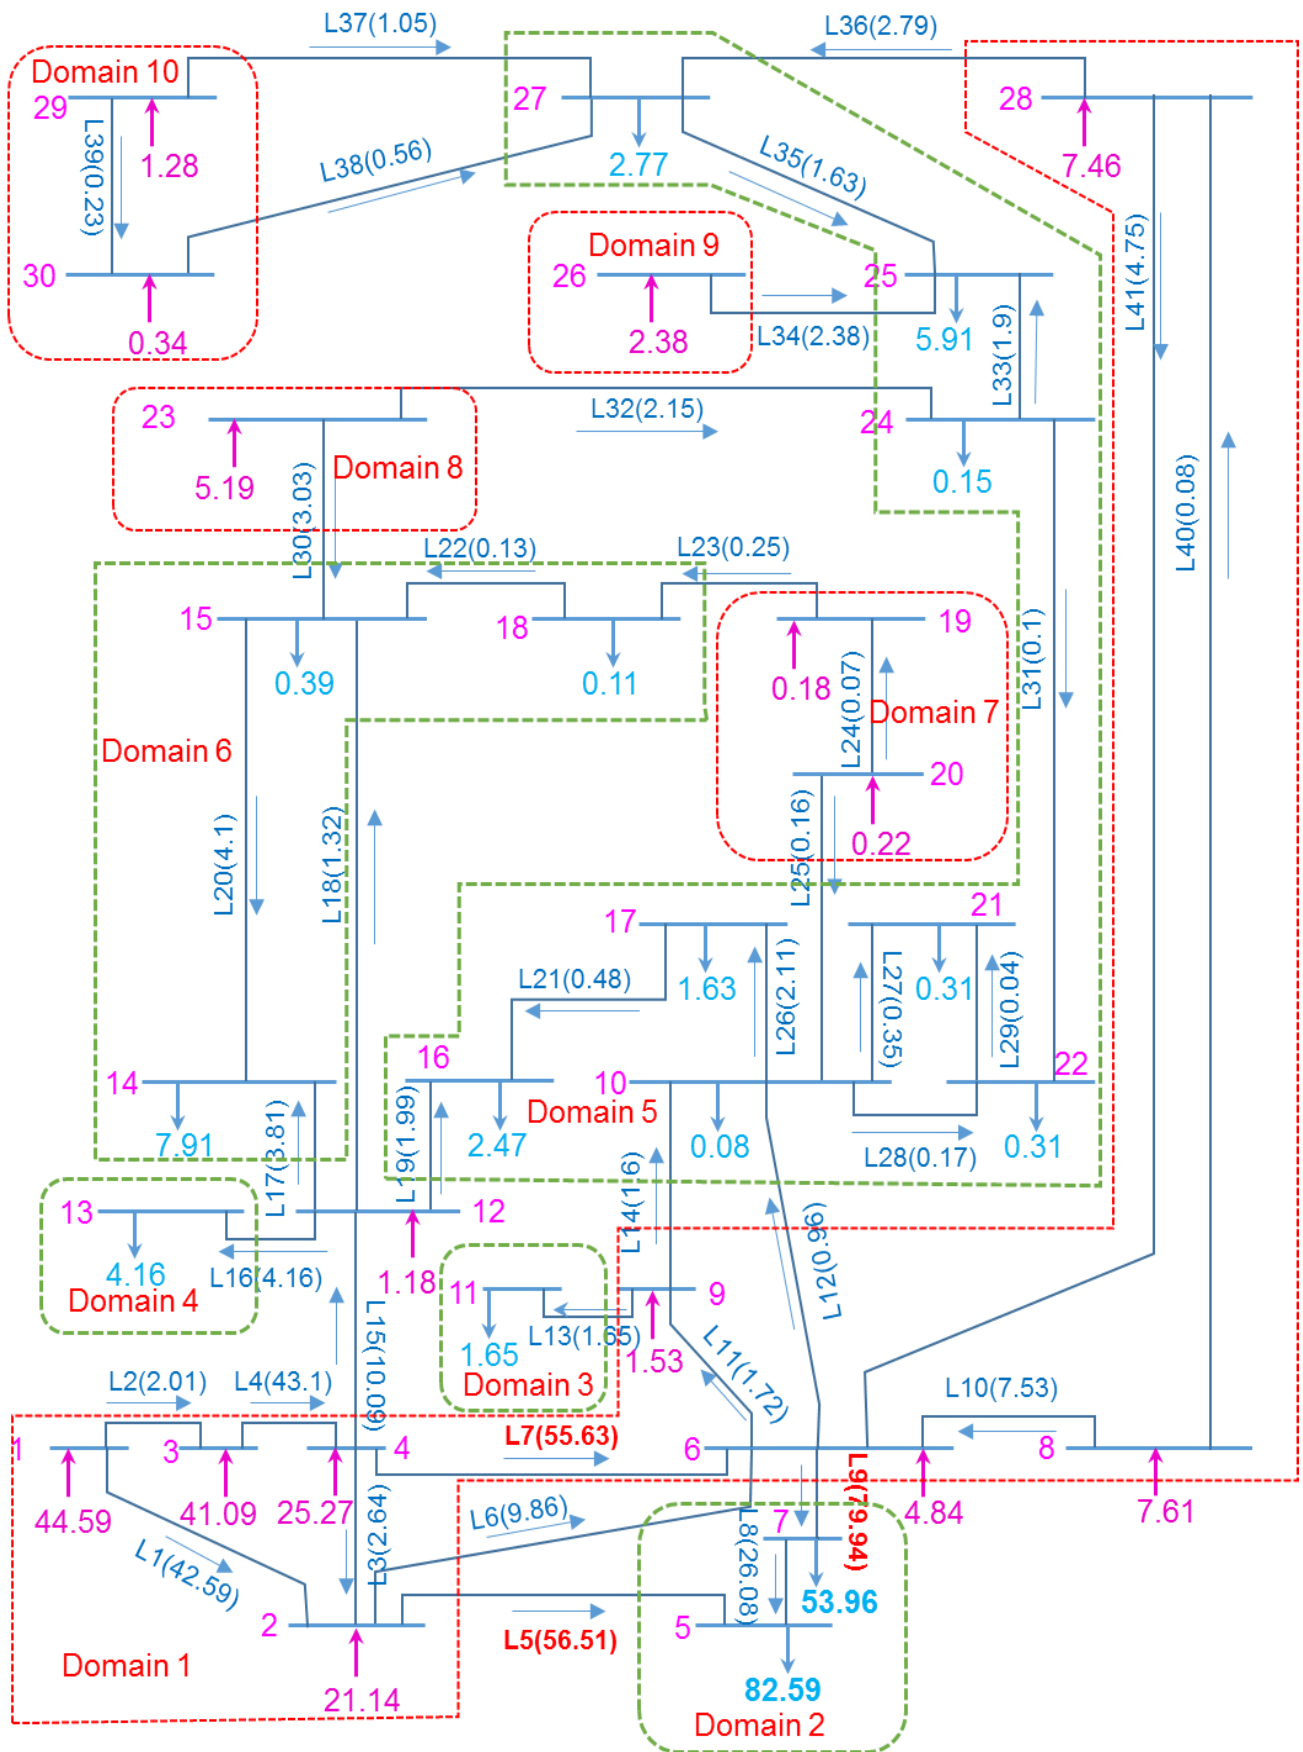 L37(1.05)
L36(2.79)
Domain 10
29
27
28
L39(0.23)
1.28
L38(0.56)
2.77
L35(1.63)
7.46
Domain 9
30
26
25
L41(4.75)
0.34
2.38
L34(2.38)
5.91
L33(1.9)
23
L32(2.15)
24
Domain 8
5.19
L30(3.03)
0.15
L40(0.08)
L22(0.13)
L23(0.25)
15
18
19
L31(0.1)
0.39
0.11
0.18
L24(0.07)
Domain 7
Domain 6
20
L20(4.1)
L18(1.32)
L25(0.16)
0.22
17
21
L21(0.48)
1.63
L26(2.11)
L27(0.35)
0.31
L29(0.04)
14
16
10
22
Domain 5
7.91
L17(3.81)
L19(1.99)
2.47
0.08
L28(0.17)
0.31
13
12
L14(1.6)
L12(0.96)
4.16
L16(4.16)
1.18
Domain 4
11
9
L15(10.09)
L13(1.65)
1.65
1.53
Domain 3
L11(1.72)
L2(2.01)
L4(43.1)
L10(7.53)
1
3
4
L7(55.63)
6
8
44.59
41.09
25.27
L9(79.94)
4.84
7.61
L1(42.59)
L3(2.64)
L6(9.86)
L8(26.08)
7
53.96
2
L5(56.51)
5
Domain 1
21.14
82.59
Domain 2